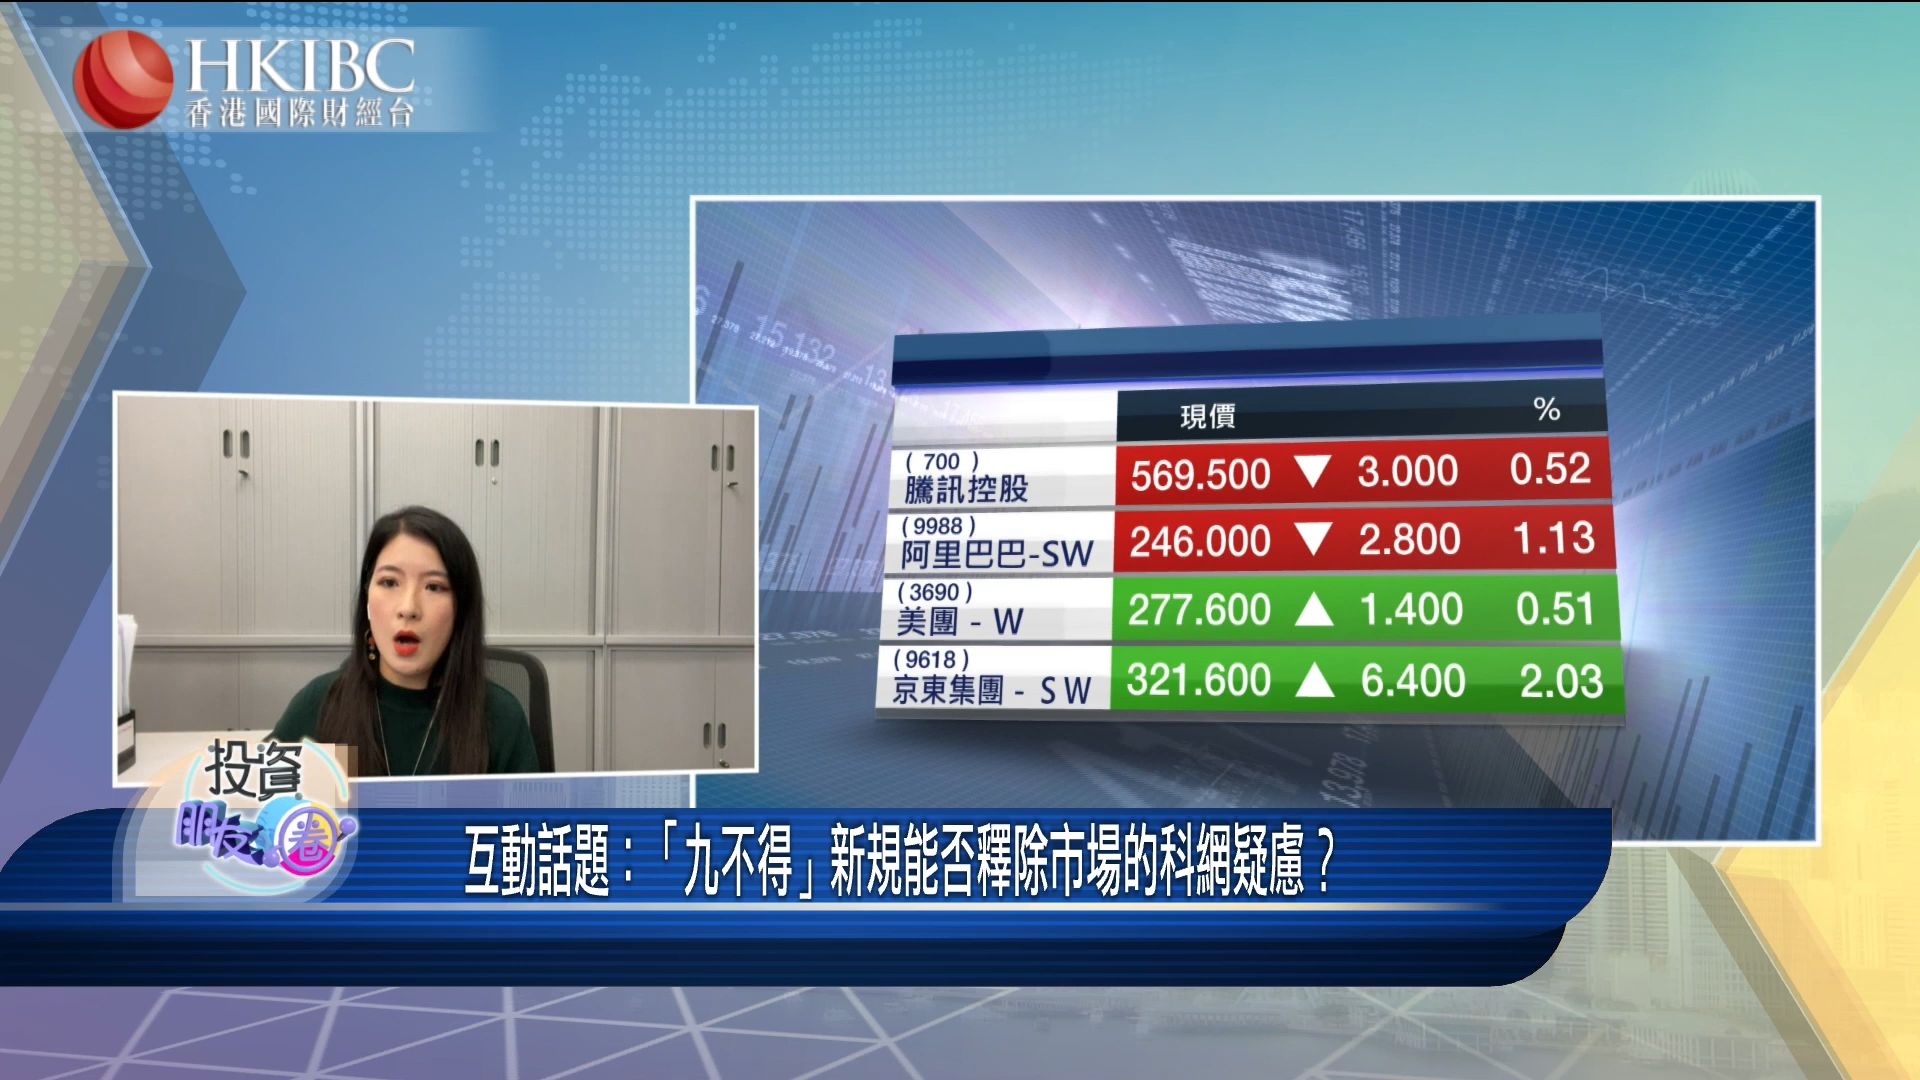 HKIBC
香港國際財經台
現價 %
( 700 )
騰訊控股 569.500 ▼ 3.000 0.52
( 9988 )
阿里巴巴-SW 246.000 ▼ 2.800 1.13
( 3690 )
美團 - W 277.600 ▲ 1.400 0.51
( 9618 )
京東集團 - SW 321.600 ▲ 6.400 2.03
投資
朋友圈
互動話題：「九不得」新規能否釋除市場的科網疑慮？